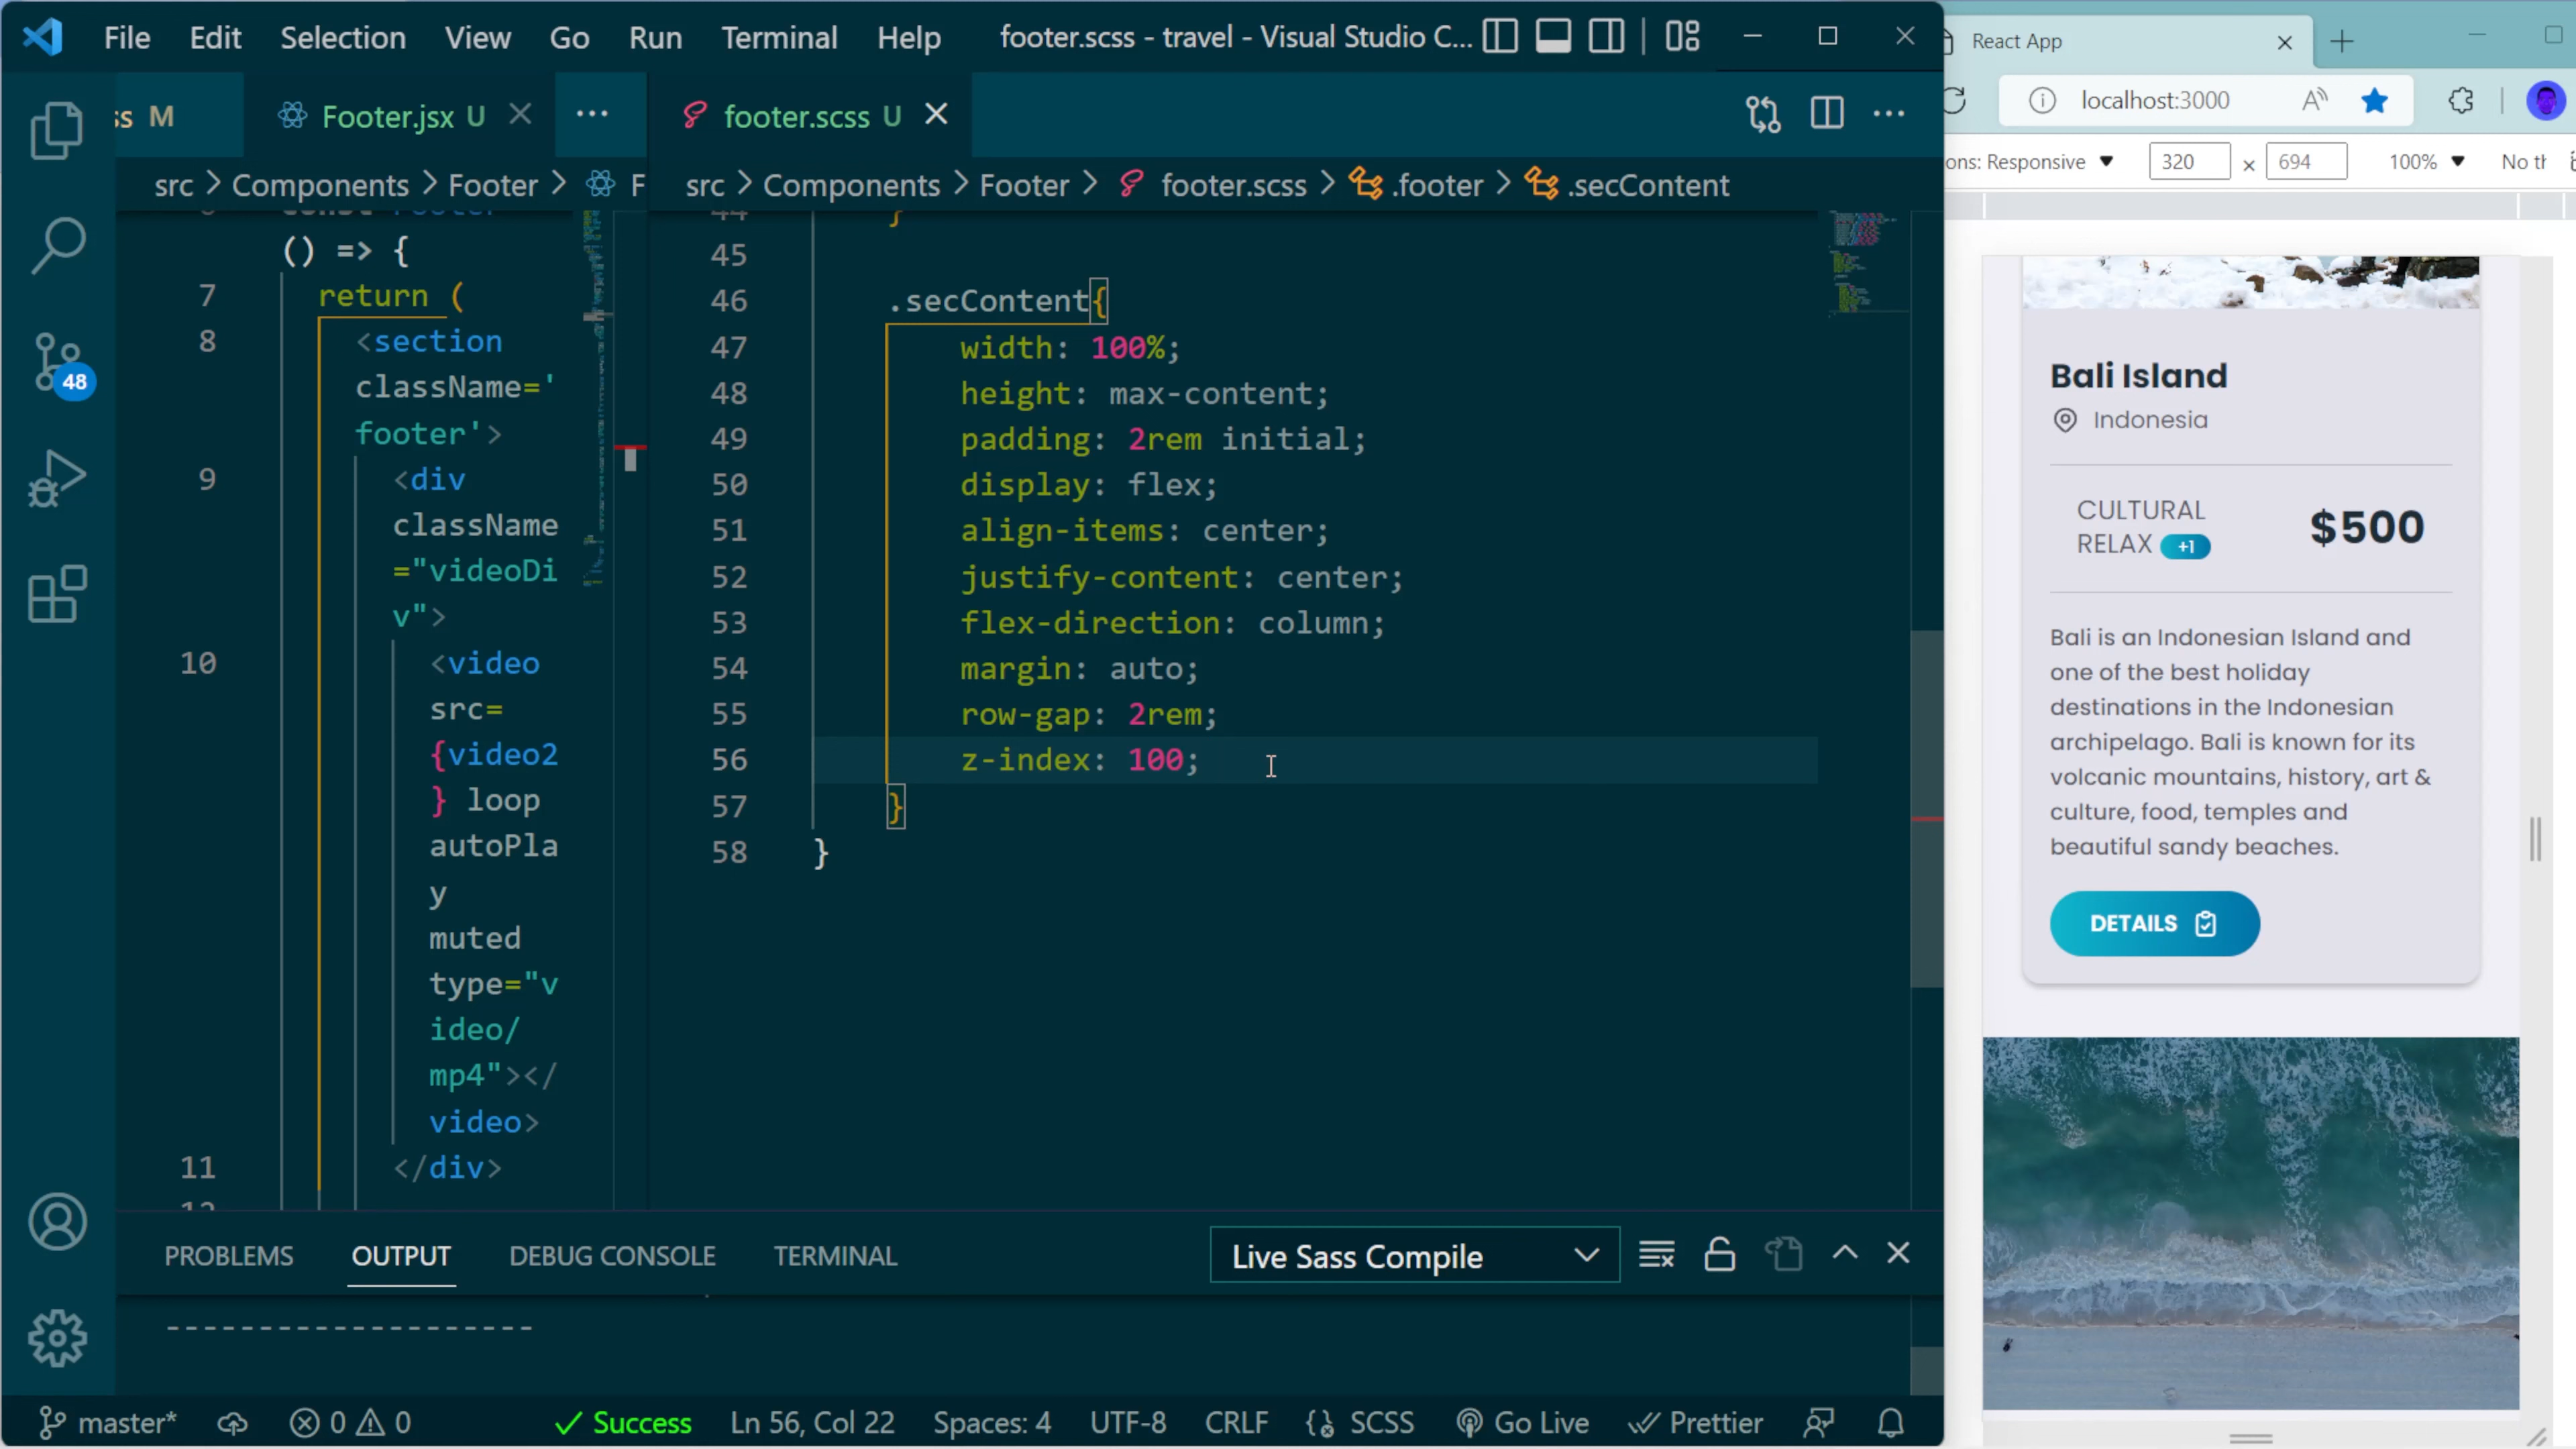 File Edit Selection View Go Run Terminal Help footer.scss - travel - Visual Studio C...
ss M Footer.jsx U ...
footer.scss U
src > Components > Footer > F
src > Components > Footer > footer.scss > .footer > .secContent
() => {
7 return (
8 <section
className='
footer'>
9 <div
className
="videoDi
v">
10 <video
src=
{video2
} loop
autoPla
y
muted
type="v
ideo/
mp4"></
video>
11 </div>
44 }
45
46 .secContent{
47 width: 100%;
48 height: max-content;
49 padding: 2rem initial;
50 display: flex;
51 align-items: center;
52 justify-content: center;
53 flex-direction: column;
54 margin: auto;
55 row-gap: 2rem;
56 z-index: 100;
57 }
58 }
48
PROBLEMS OUTPUT DEBUG CONSOLE TERMINAL Live Sass Compile
--------------------
master* 0 0 Success Ln 56, Col 22 Spaces: 4 UTF-8 CRLF SCSS Go Live Prettier
React App
localhost:3000
ons: Responsive 320 × 694 100% No th
Bali Island
Indonesia
CULTURAL
RELAX +1
$500
Bali is an Indonesian Island and
one of the best holiday
destinations in the Indonesian
archipelago. Bali is known for its
volcanic mountains, history, art &
culture, food, temples and
beautiful sandy beaches.
DETAILS